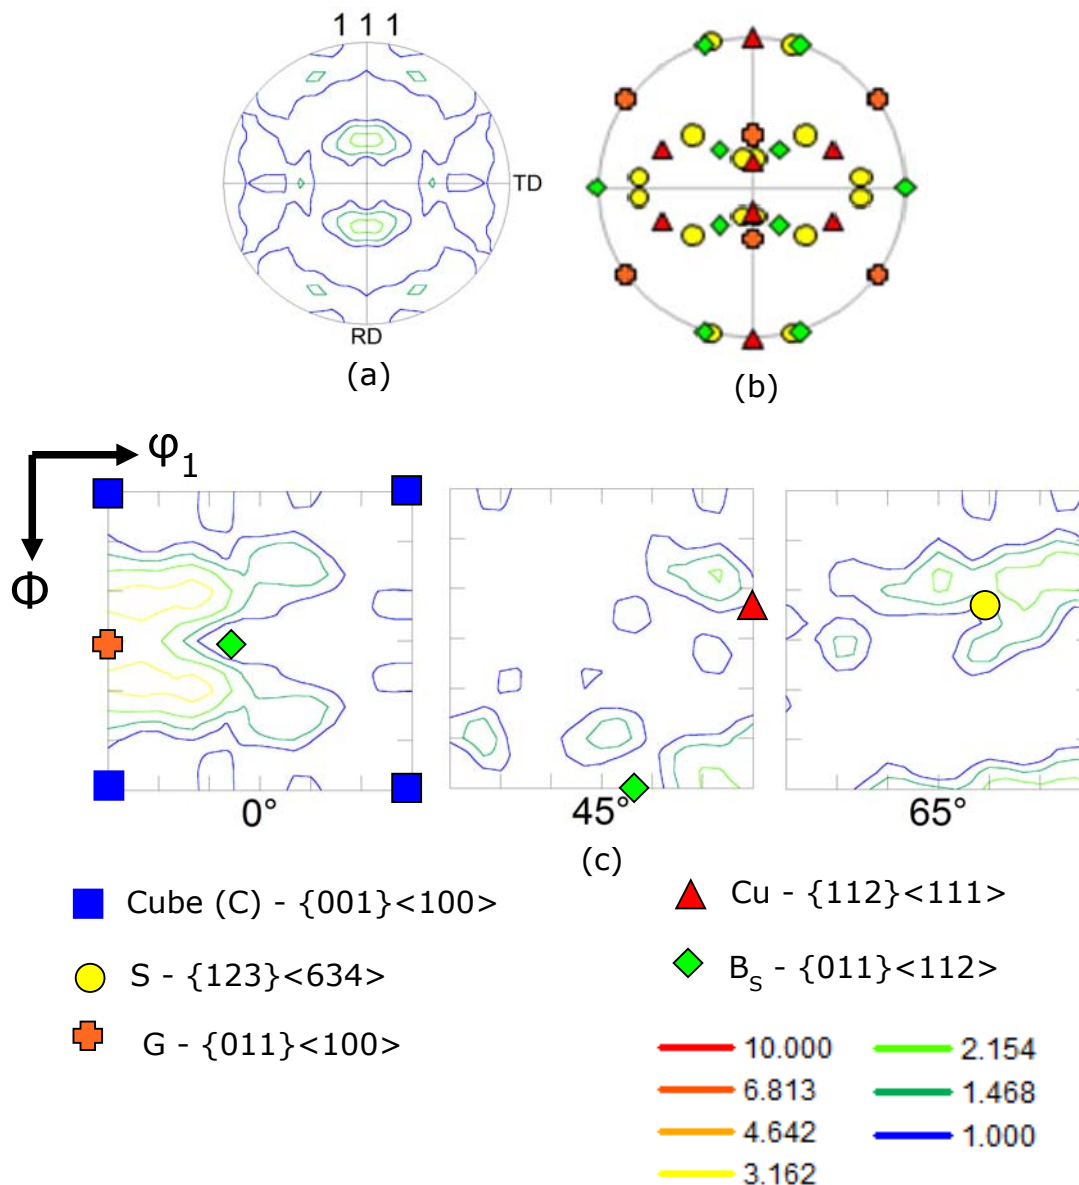 1 1 1
TD
RD
(a)
(b)
φ1
Φ
0°
45°
65°
(c)
Cube (C) - {001}<100>
S - {123}<634>
G - {011}<100>
Cu - {112}<111>
BS - {011}<112>
10.000
6.813
4.642
3.162
2.154
1.468
1.000